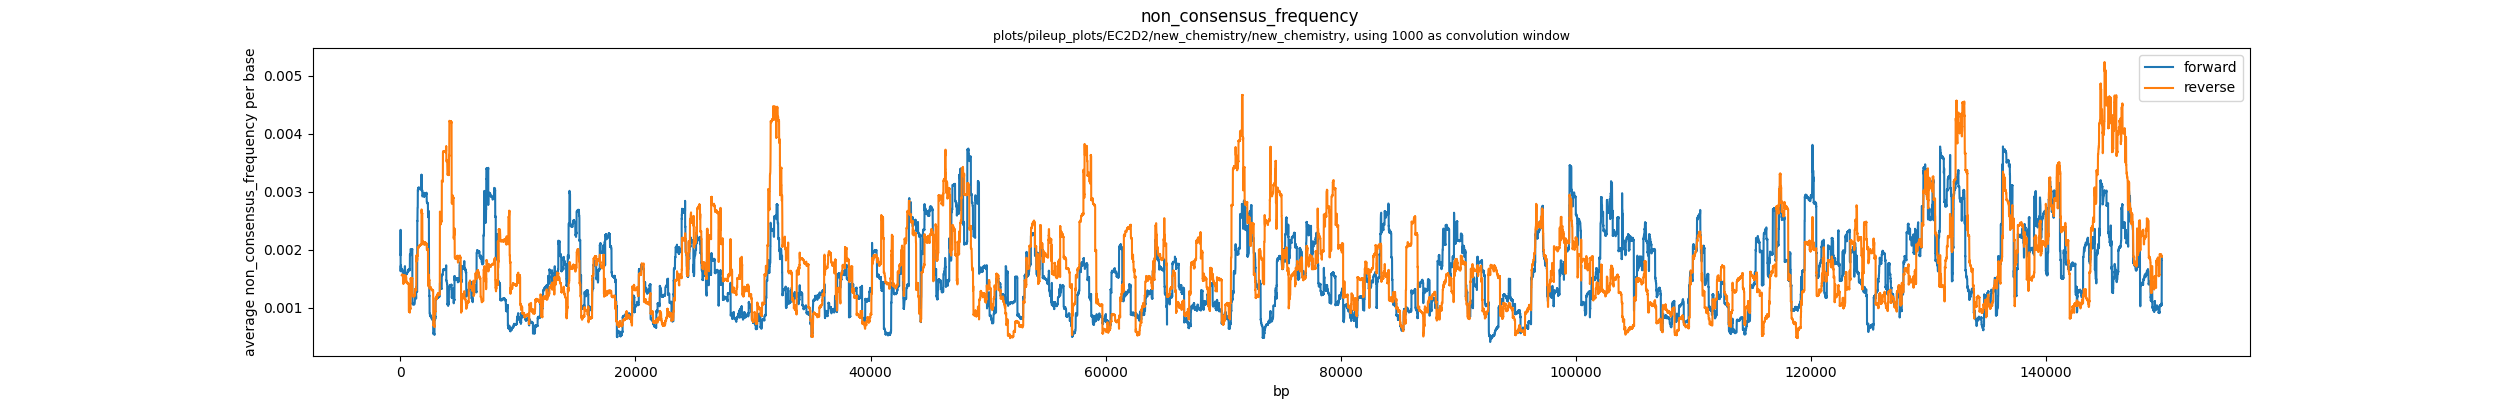 non_consensus_frequency
plots/pileup_plots/EC2D2/new_chemistry/new_chemistry, using 1000 as convolution window
average non_consensus_frequency per base
0.005
0.004
0.003
0.002
0.001
forward
reverse
0 20000 40000 60000 80000 100000 120000 140000
bp